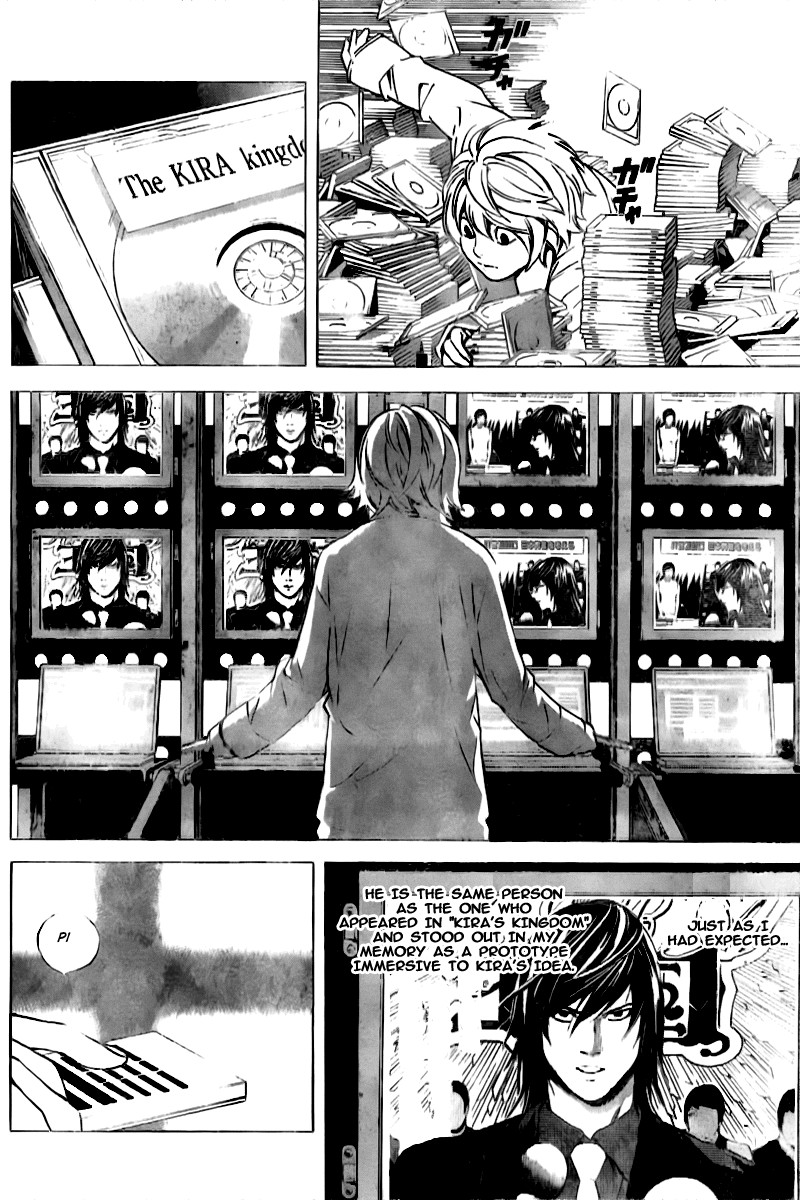 ガチャ
ガチャ
The KIRA kingdo
PI
HE IS THE SAME PERSON
AS THE ONE WHO
APPEARED IN "KIRA'S KINGDOM"
AND STOOD OUT IN MY
MEMORY AS A PROTOTYPE
IMMERSIVE TO KIRA'S IDEA.
JUST AS I
HAD EXPECTED...